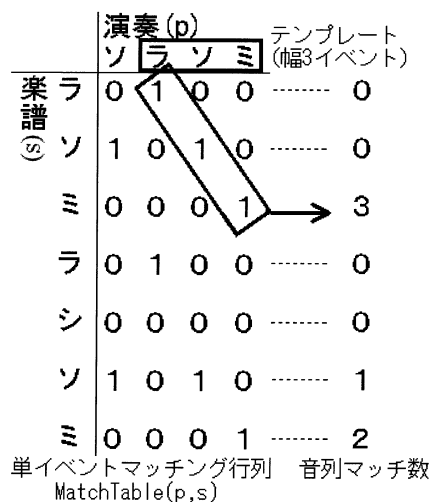 演奏(p)
テンプレート
(幅3イベント)
ソ ラ ソ ミ
楽譜(s)
ラ 0 1 0 0 -------- 0
ソ 1 0 1 0 -------- 0
ミ 0 0 0 1 → 3
ラ 0 1 0 0 -------- 0
シ 0 0 0 0 -------- 0
ソ 1 0 1 0 -------- 1
ミ 0 0 0 1 -------- 2
単イベントマッチング行列 音列マッチ数
MatchTable(p,s)